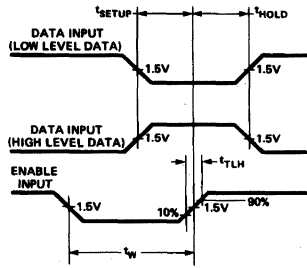 tSETUP
tHOLD
DATA INPUT
(LOW LEVEL DATA)
1.5V
1.5V
DATA INPUT
(HIGH LEVEL DATA)
1.5V
1.5V
ENABLE
INPUT
tTLH
1.5V
10%
1.5V
90%
tW